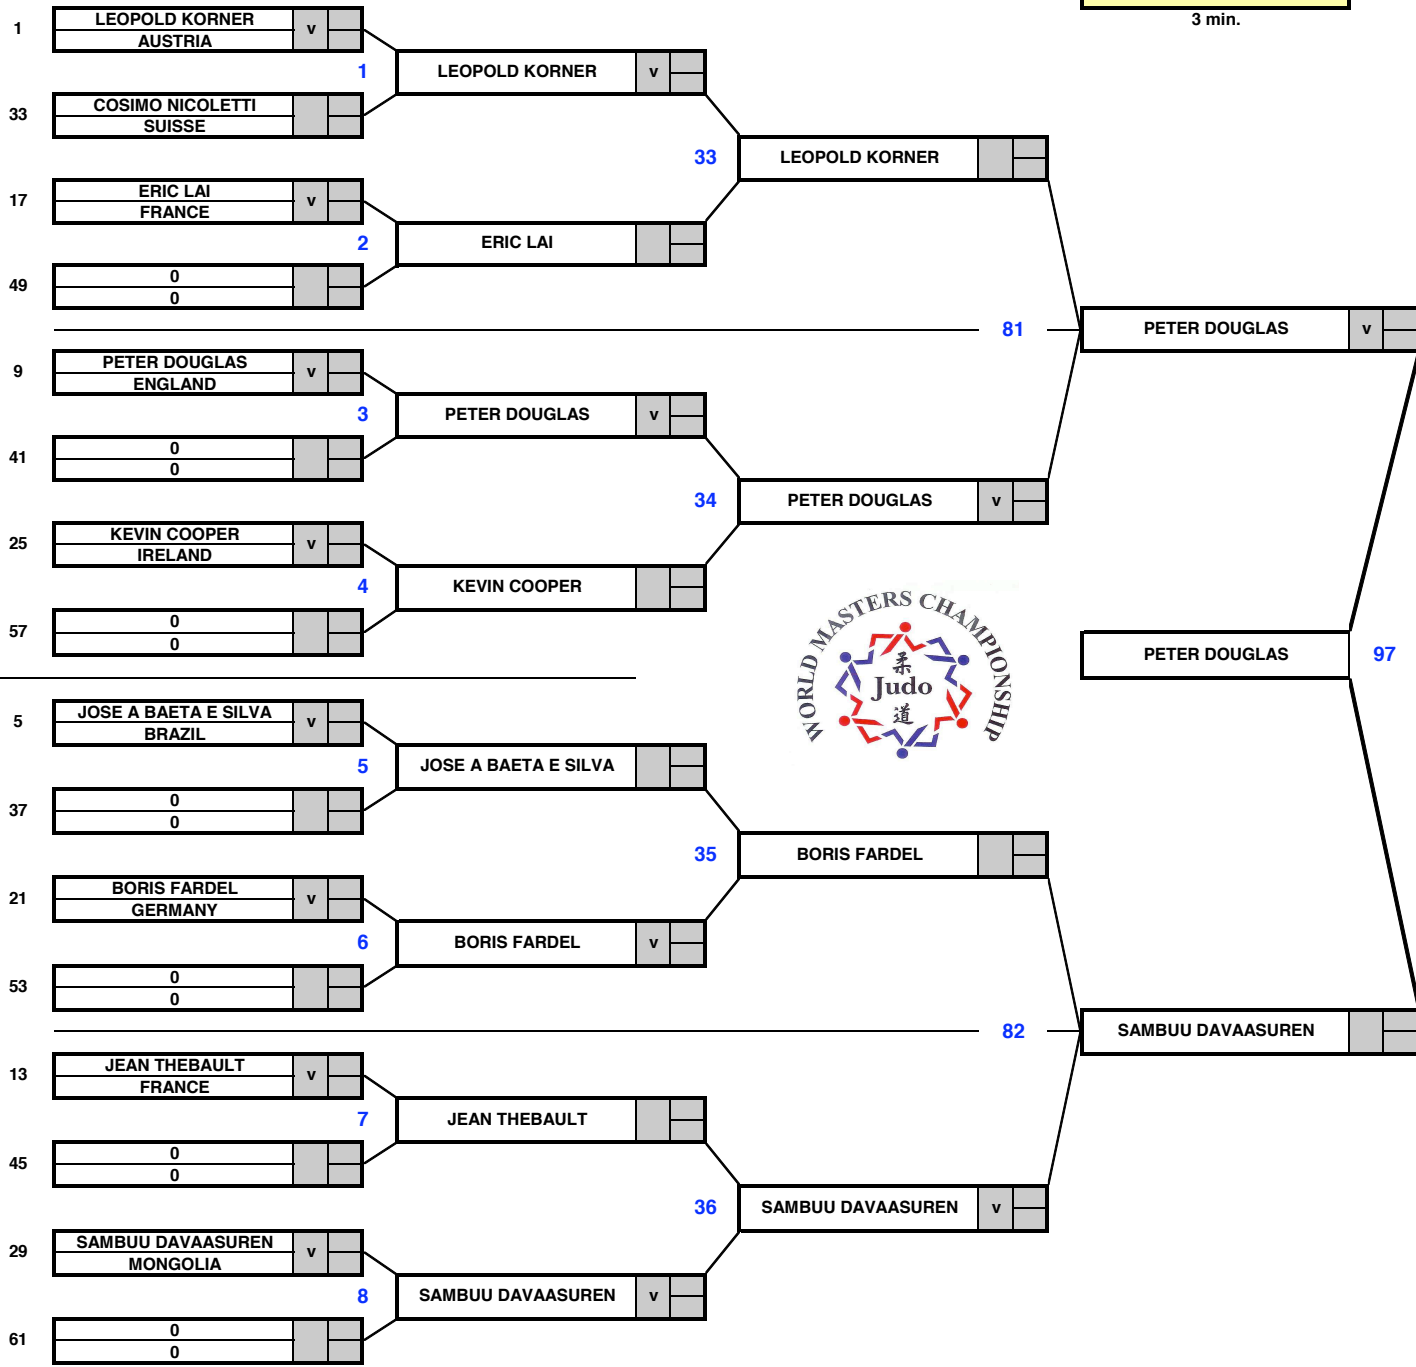 3 min.
1
LEOPOLD KORNER
v
AUSTRIA
1
LEOPOLD KORNER
v
33
COSIMO NICOLETTI
SUISSE
33
LEOPOLD KORNER
17
ERIC LAI
v
FRANCE
2
ERIC LAI
49
0
0
81
PETER DOUGLAS
v
9
PETER DOUGLAS
v
ENGLAND
3
PETER DOUGLAS
v
41
0
0
34
PETER DOUGLAS
v
25
KEVIN COOPER
v
IRELAND
4
KEVIN COOPER
57
0
0
WORLD MASTERS CHAMPIONSHIP
柔
Judo
道
PETER DOUGLAS
97
5
JOSE A BAETA E SILVA
v
BRAZIL
5
JOSE A BAETA E SILVA
37
0
0
35
BORIS FARDEL
21
BORIS FARDEL
v
GERMANY
6
BORIS FARDEL
v
53
0
0
82
SAMBUU DAVAASUREN
13
JEAN THEBAULT
v
FRANCE
7
JEAN THEBAULT
45
0
0
36
SAMBUU DAVAASUREN
v
29
SAMBUU DAVAASUREN
v
MONGOLIA
8
SAMBUU DAVAASUREN
v
61
0
0